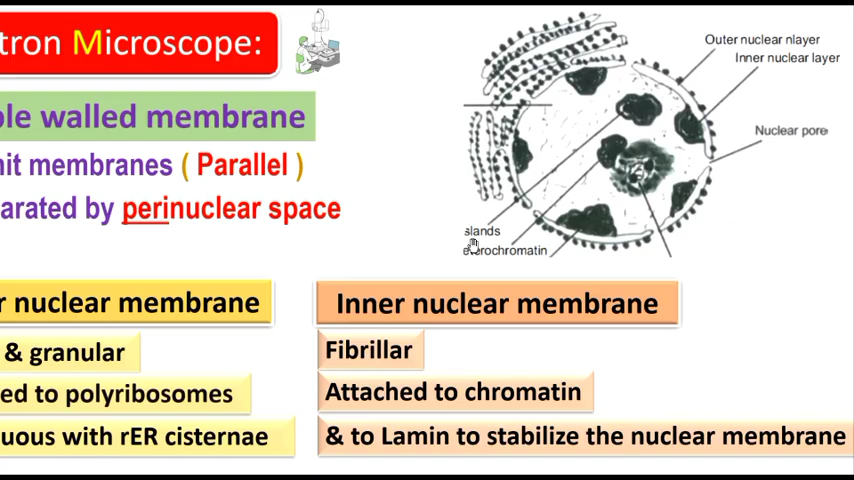 tron Microscope:
ple walled membrane
nit membranes ( Parallel )
arated by perinuclear space
Outer nuclear nlayer
Inner nuclear layer
Nuclear pore
slands
eterochromatin
r nuclear membrane
& granular
ed to polyribosomes
uous with rER cisternae
Inner nuclear membrane
Fibrillar
Attached to chromatin
& to Lamin to stabilize the nuclear membrane